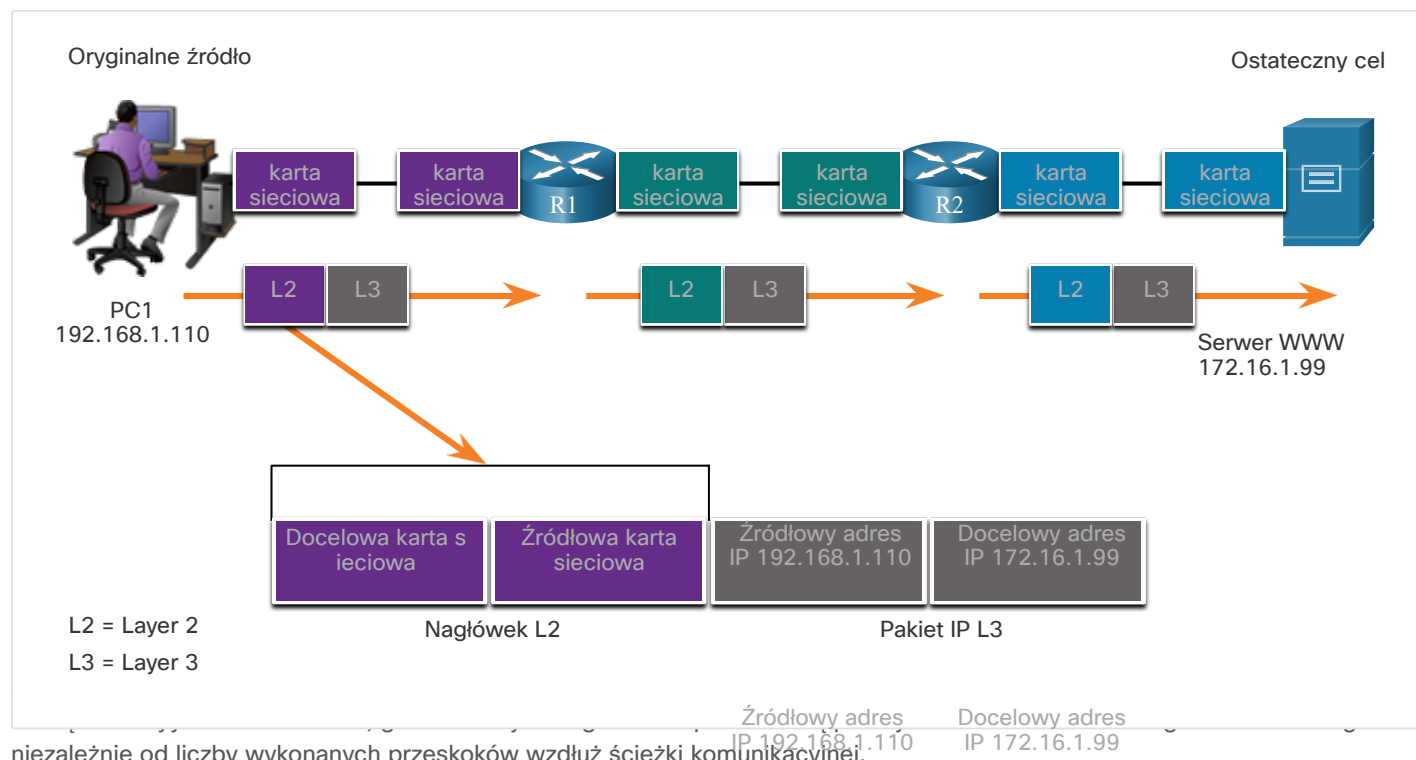 Oryginalne źródło
Ostateczny cel
karta
sieciowa
karta
sieciowa
R1
karta
sieciowa
karta
sieciowa
R2
karta
sieciowa
karta
sieciowa
L2 L3
L2 L3
L2 L3
PC1
192.168.1.110
Serwer WWW
172.16.1.99
Docelowa karta s
ieciowa
Źródłowa karta
sieciowa
Źródłowy adres
IP 192.168.1.110
Docelowy adres
IP 172.16.1.99
L2 = Layer 2
Nagłówek L2
Pakiet IP L3
L3 = Layer 3
Źródłowy adres
IP 192.168.1.110
Docelowy adres
IP 172.16.1.99
niezależnie od liczby wykonanych przeskoków wzdłuż ścieżki komunikacyjnej.